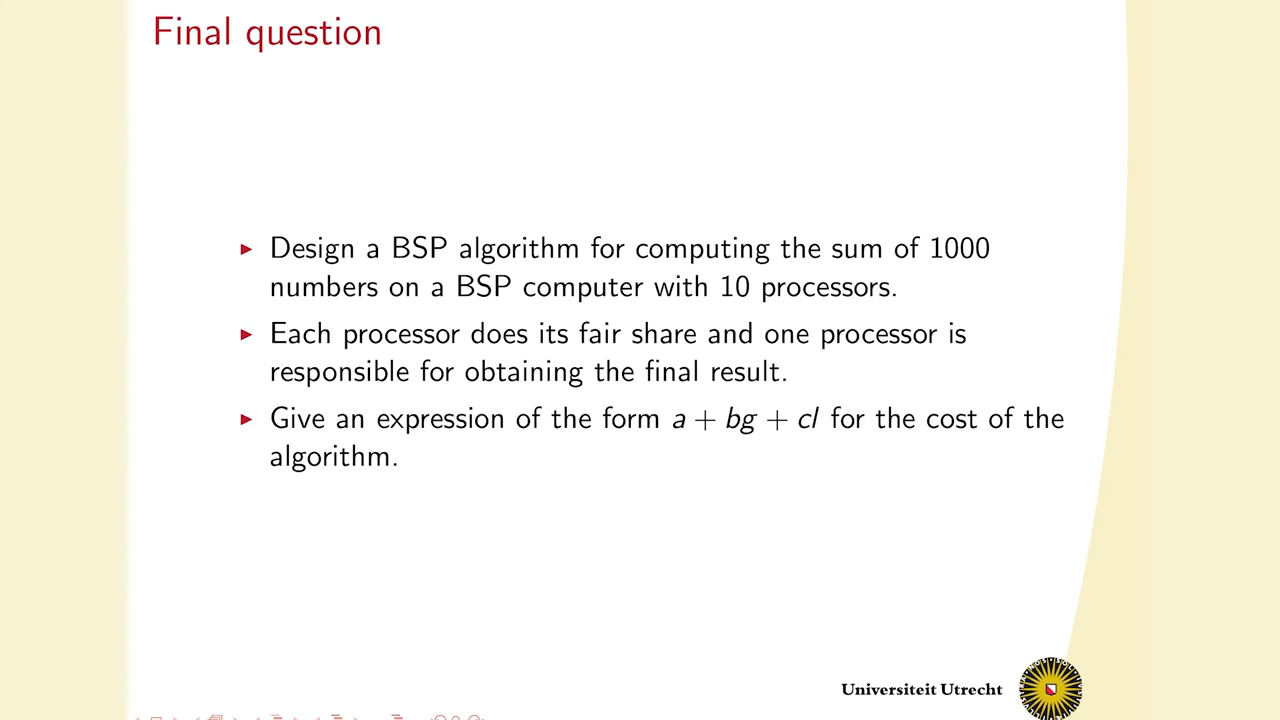 Final question
▶ Design a BSP algorithm for computing the sum of 1000
numbers on a BSP computer with 10 processors.
▶ Each processor does its fair share and one processor is
responsible for obtaining the final result.
▶ Give an expression of the form a + bg + cl for the cost of the
algorithm.
Universiteit Utrecht